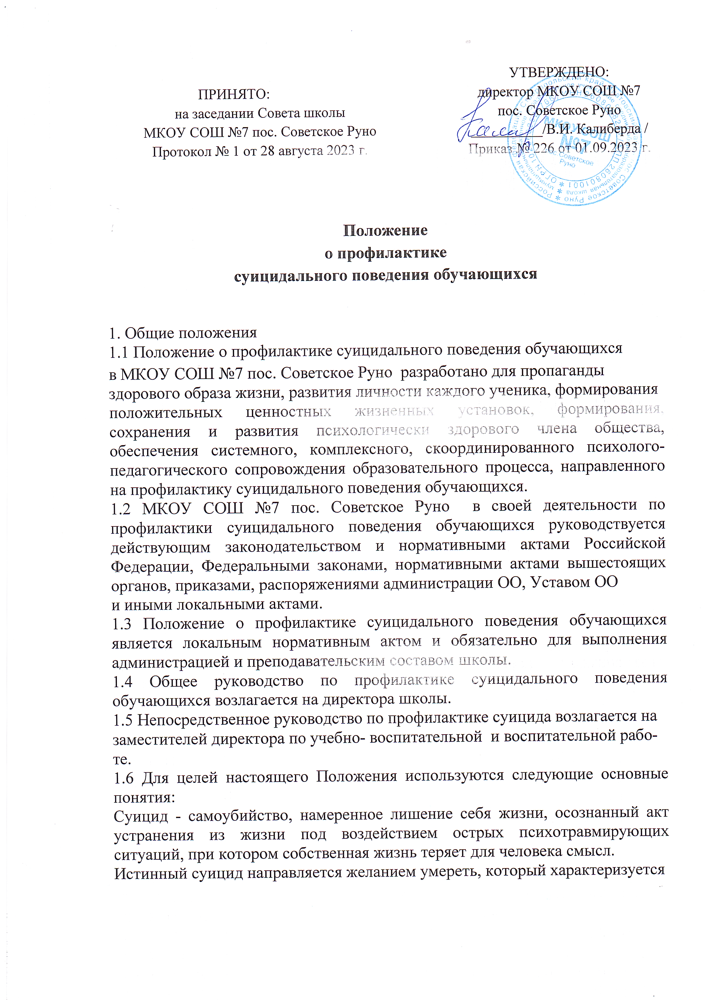 ПРИНЯТО:
на заседании Совета школы
МКОУ СОШ №7 пос. Советское Руно
Протокол № 1 от 28 августа 2023 г.
УТВЕРЖДЕНО:
директор МКОУ СОШ №7
пос. Советское Руно
/В.И. Калиберда /
Приказ № 226 от 01.09.2023 г.
МКОУ СОШ
№7
пос. Советское
Руно
Положение
о профилактике
суицидального поведения обучающихся
1. Общие положения
1.1 Положение о профилактике суицидального поведения обучающихся
в МКОУ СОШ №7 пос. Советское Руно разработано для пропаганды
здорового образа жизни, развития личности каждого ученика, формирования
положительных ценностных жизненных установок, формирования,
сохранения и развития психологически здорового члена общества,
обеспечения системного, комплексного, скоординированного психолого-
педагогического сопровождения образовательного процесса, направленного
на профилактику суицидального поведения обучающихся.
1.2 МКОУ СОШ №7 пос. Советское Руно в своей деятельности по
профилактики суицидального поведения обучающихся руководствуется
действующим законодательством и нормативными актами Российской
Федерации, Федеральными законами, нормативными актами вышестоящих
органов, приказами, распоряжениями администрации ОО, Уставом ОО
и иными локальными актами.
1.3 Положение о профилактике суицидального поведения обучающихся
является локальным нормативным актом и обязательно для выполнения
администрацией и преподавательским составом школы.
1.4 Общее руководство по профилактике суицидального поведения
обучающихся возлагается на директора школы.
1.5 Непосредственное руководство по профилактике суицида возлагается на
заместителей директора по учебно- воспитательной и воспитательной рабо-
те.
1.6 Для целей настоящего Положения используются следующие основные
понятия:
Суицид - самоубийство, намеренное лишение себя жизни, осознанный акт
устранения из жизни под воздействием острых психотравмирующих
ситуаций, при котором собственная жизнь теряет для человека смысл.
Истинный суицид направляется желанием умереть, который характеризуется